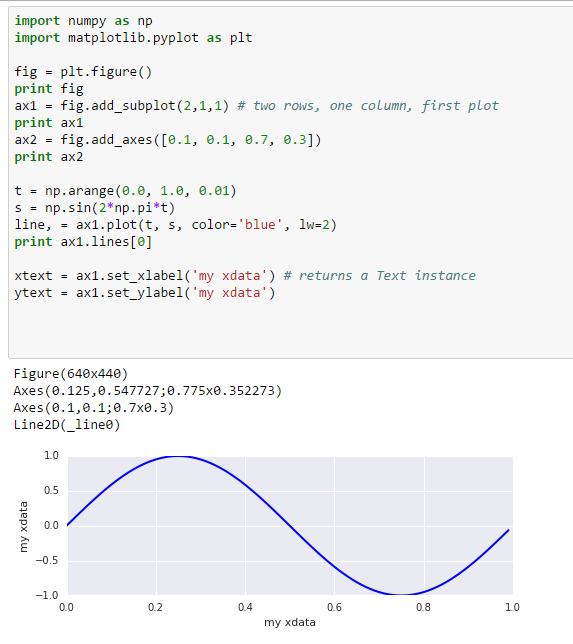 import numpy as np
import matplotlib.pyplot as plt
fig = plt.figure()
print fig
ax1 = fig.add_subplot(2,1,1) # two rows, one column, first plot
print ax1
ax2 = fig.add_axes([0.1, 0.1, 0.7, 0.3])
print ax2
t = np.arange(0.0, 1.0, 0.01)
s = np.sin(2*np.pi*t)
line, = ax1.plot(t, s, color='blue', lw=2)
print ax1.lines[0]
xtext = ax1.set_xlabel('my xdata') # returns a Text instance
ytext = ax1.set_ylabel('my xdata')
Figure(640x440)
Axes(0.125,0.547727;0.775x0.352273)
Axes(0.1,0.1;0.7x0.3)
Line2D(_line0)
1.0
0.5
0.0
−0.5
−1.0
my xdata
0.0 0.2 0.4 0.6 0.8 1.0
my xdata